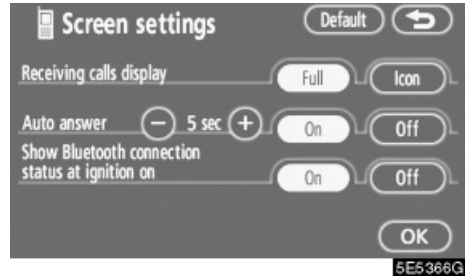 Screen settings Default
Receiving calls display Full Icon
Auto answer − 5 sec + On Off
Show Bluetooth connection
status at ignition on On Off
OK
5E5366G